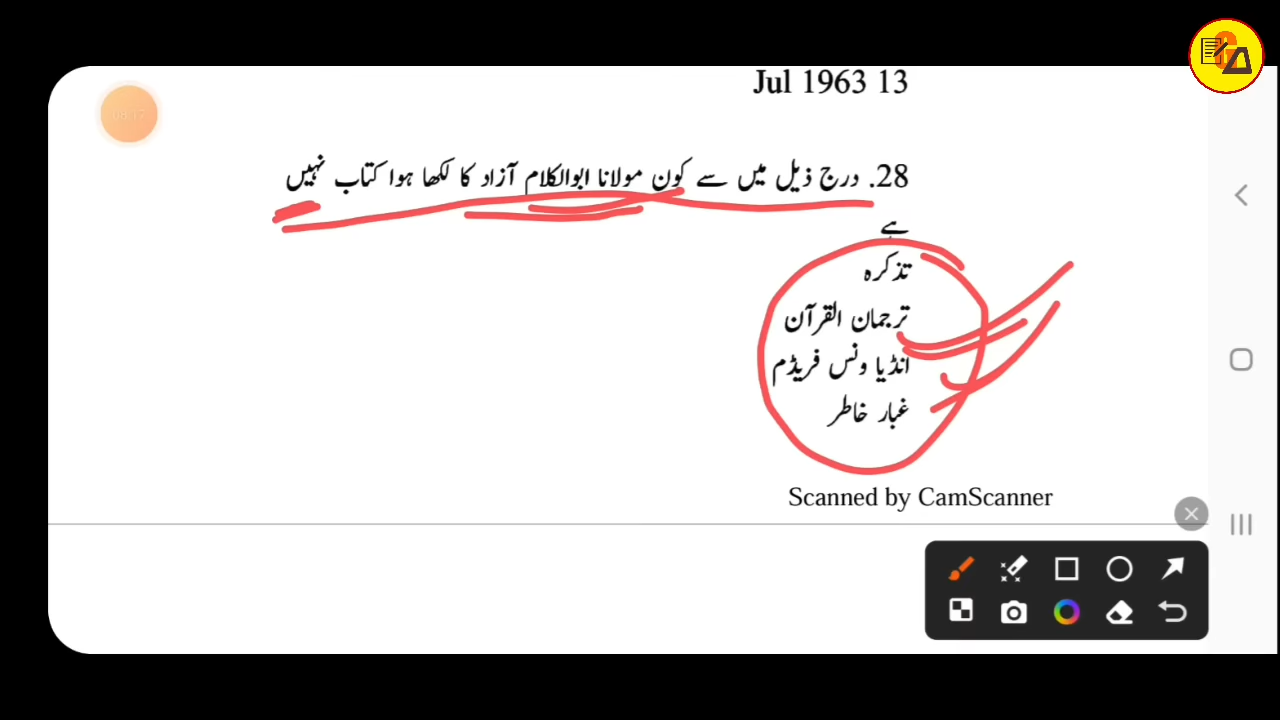 Jul 1963 13
28. درج ذیل میں سے کون مولانا ابوالکلام آزاد کا لکھا ہوا کتاب نہیں
ہے
تذکرہ
ترجمان القرآن
انڈیا ونس فریڈم
غبار خاطر
Scanned by CamScanner